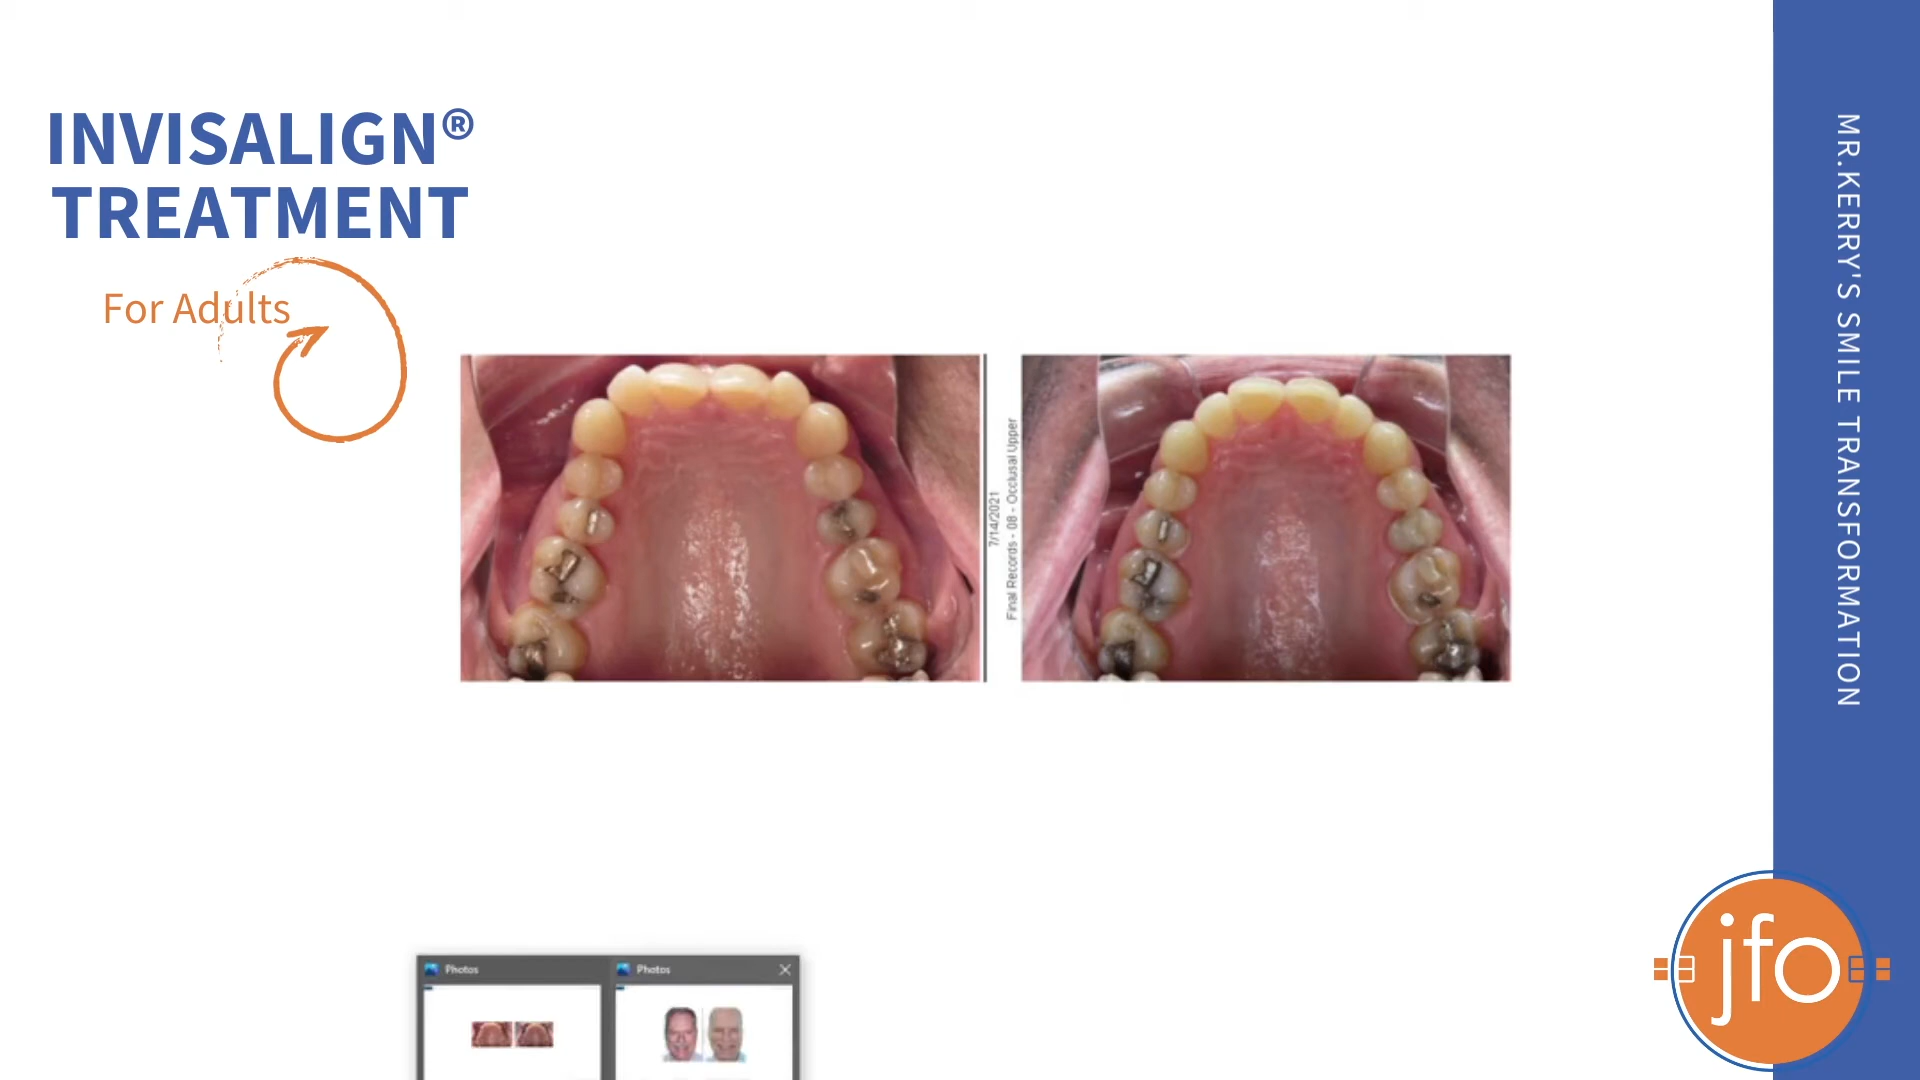 INVISALIGN®
TREATMENT
For Adults
7/14/2021
Final Records - 08 - Occlusal Upper
MR.KERRY'S SMILE TRANSFORMATION
Photos
Photos
jfo